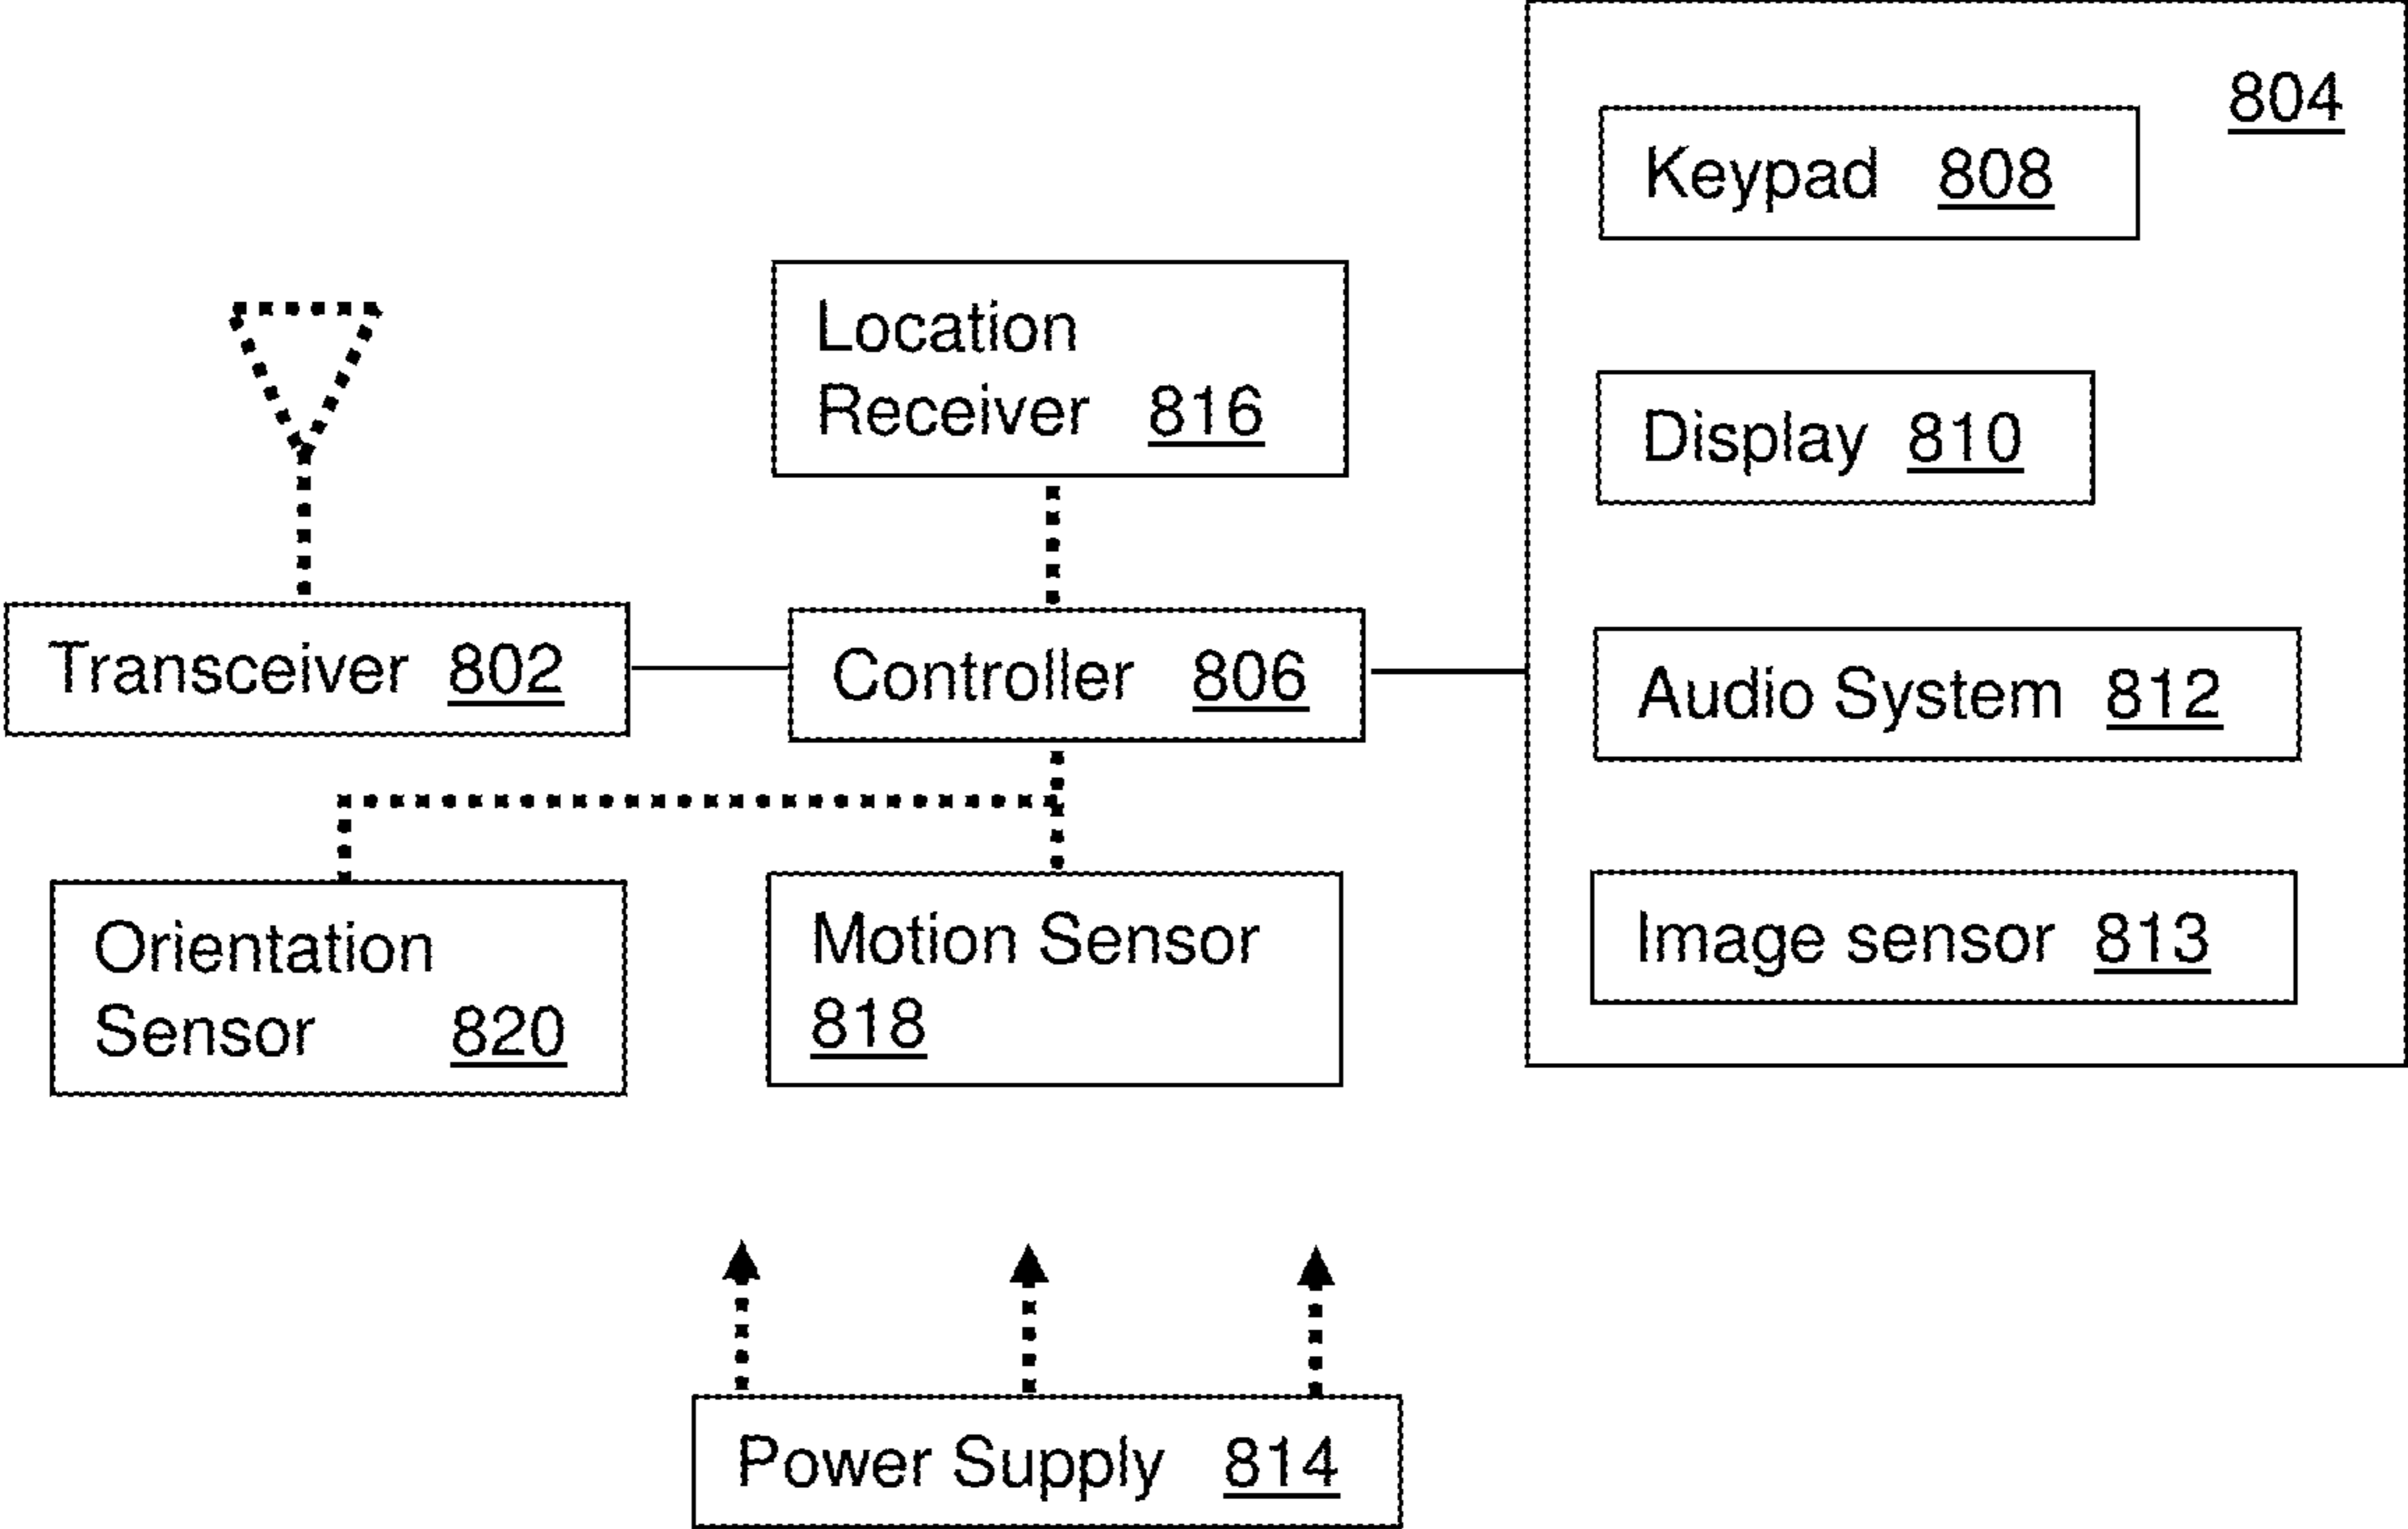 804
Keypad 808
Location
Receiver 816
Display 810
Transceiver 802
Controller 806
Audio System 812
Orientation
Sensor 820
Motion Sensor
818
Image sensor 813
Power Supply 814